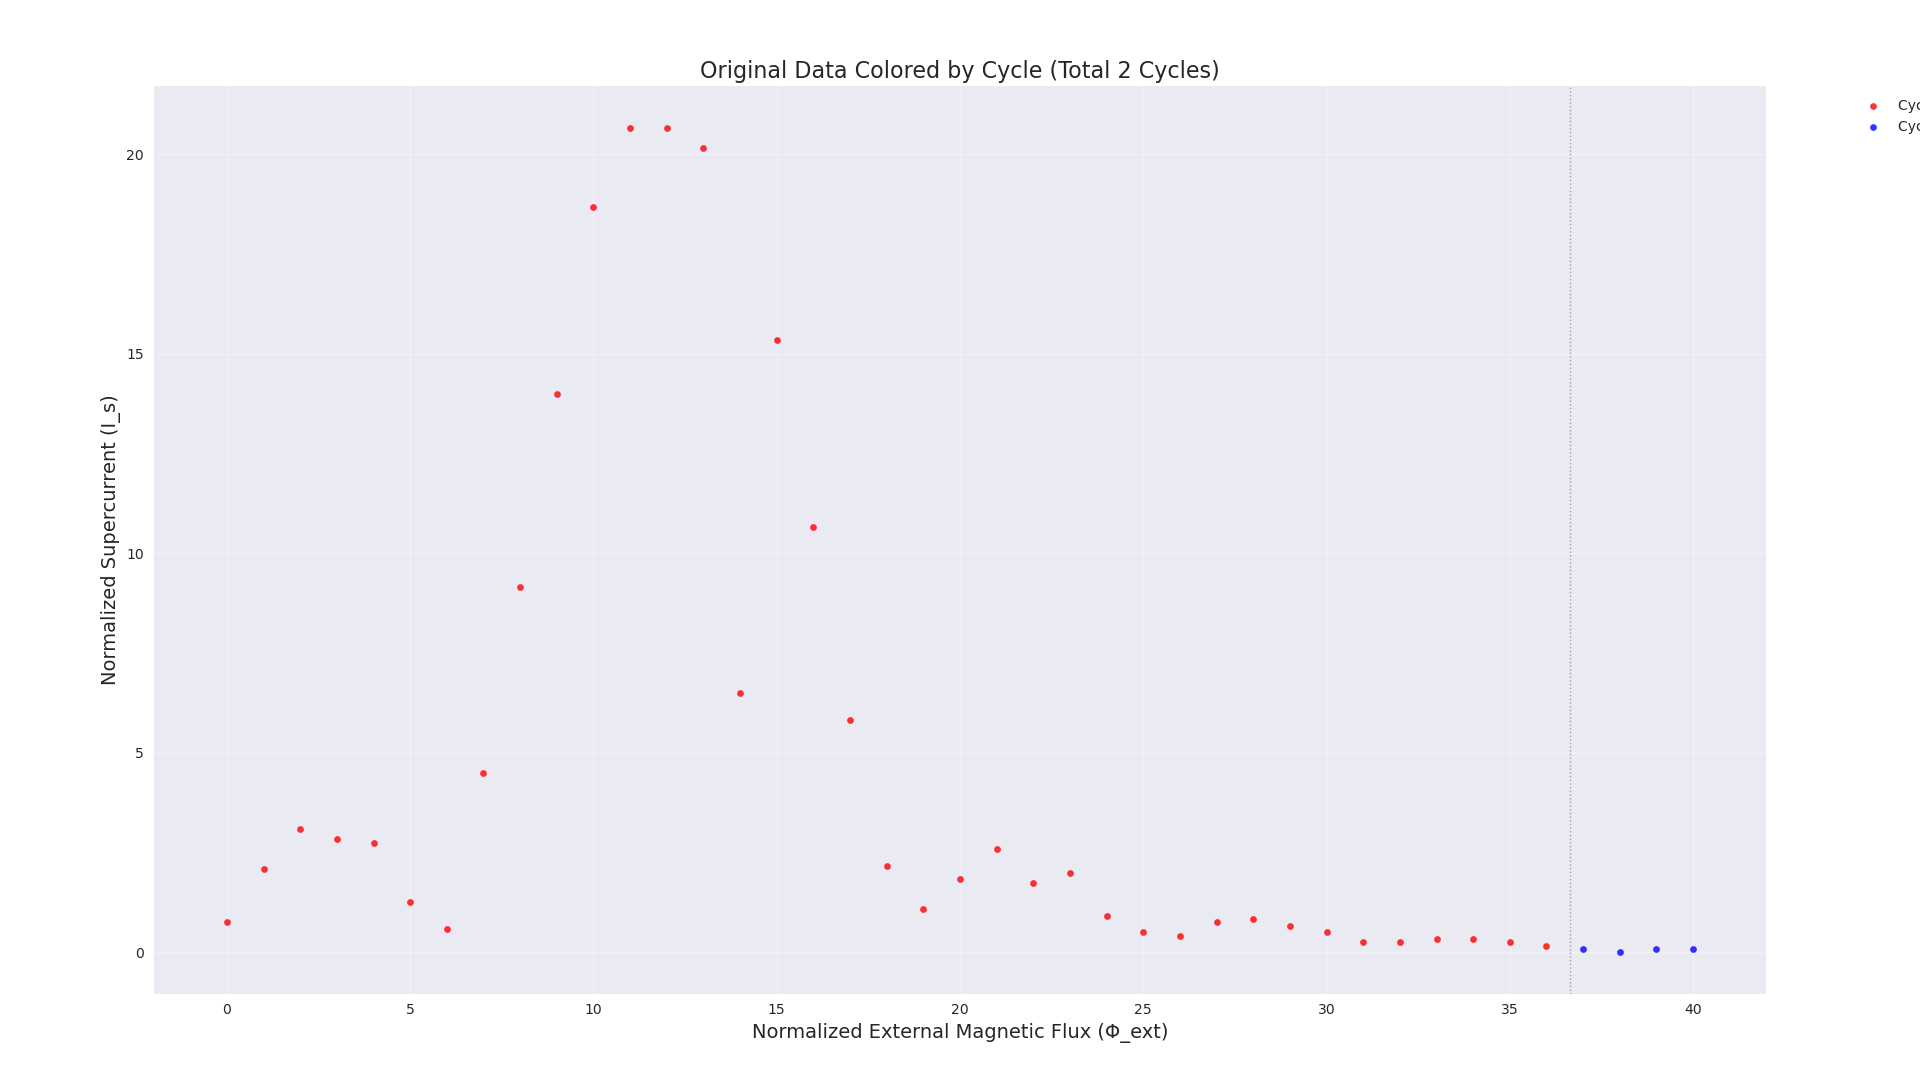 Original Data Colored by Cycle (Total 2 Cycles)
Cyc
Cyc
20
15
10
5
0
Normalized Supercurrent (I_s)
0 5 10 15 20 25 30 35 40
Normalized External Magnetic Flux (Φ_ext)